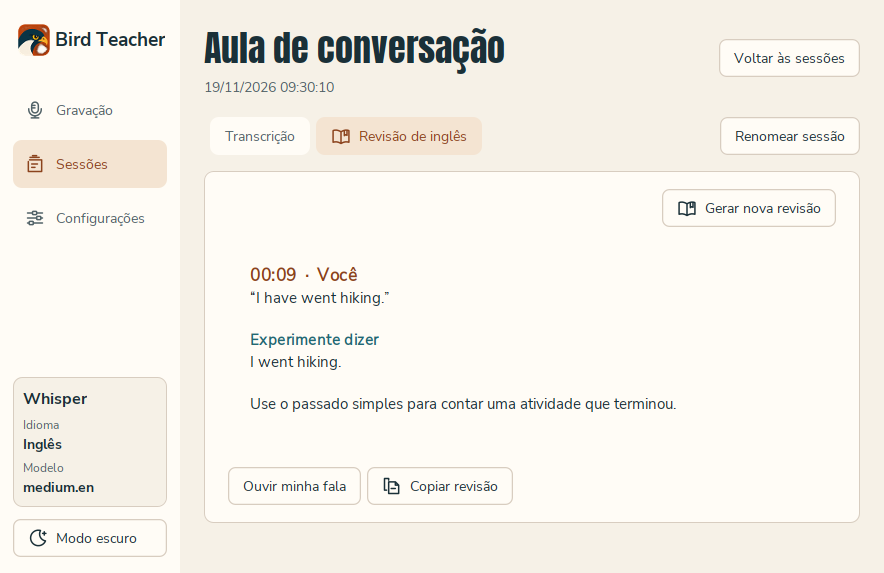 Bird Teacher
Gravação
Sessões
Configurações
Whisper
Idioma
Inglês
Modelo
medium.en
Modo escuro
Aula de conversação
19/11/2026 09:30:10
Voltar às sessões
Transcrição
Revisão de inglês
Renomear sessão
Gerar nova revisão
00:09 · Você
“I have went hiking.”
Experimente dizer
I went hiking.
Use o passado simples para contar uma atividade que terminou.
Ouvir minha fala
Copiar revisão